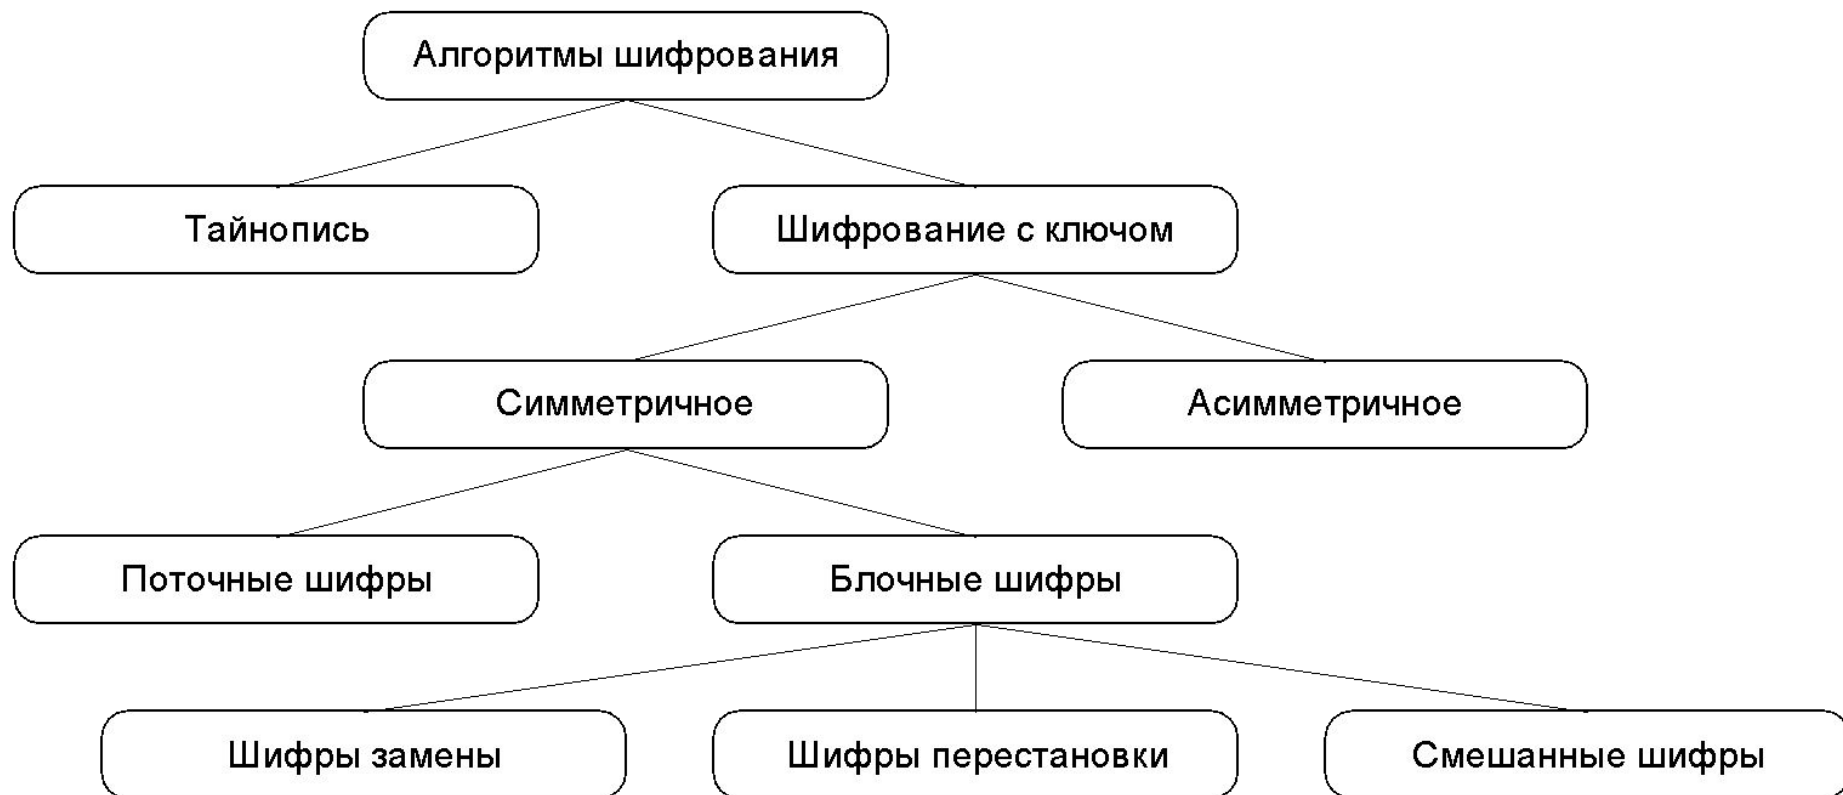 Алгоритмы шифрования
Тайнопись
Шифрование с ключом
Симметричное
Асимметричное
Поточные шифры
Блочные шифры
Шифры замены
Шифры перестановки
Смешанные шифры